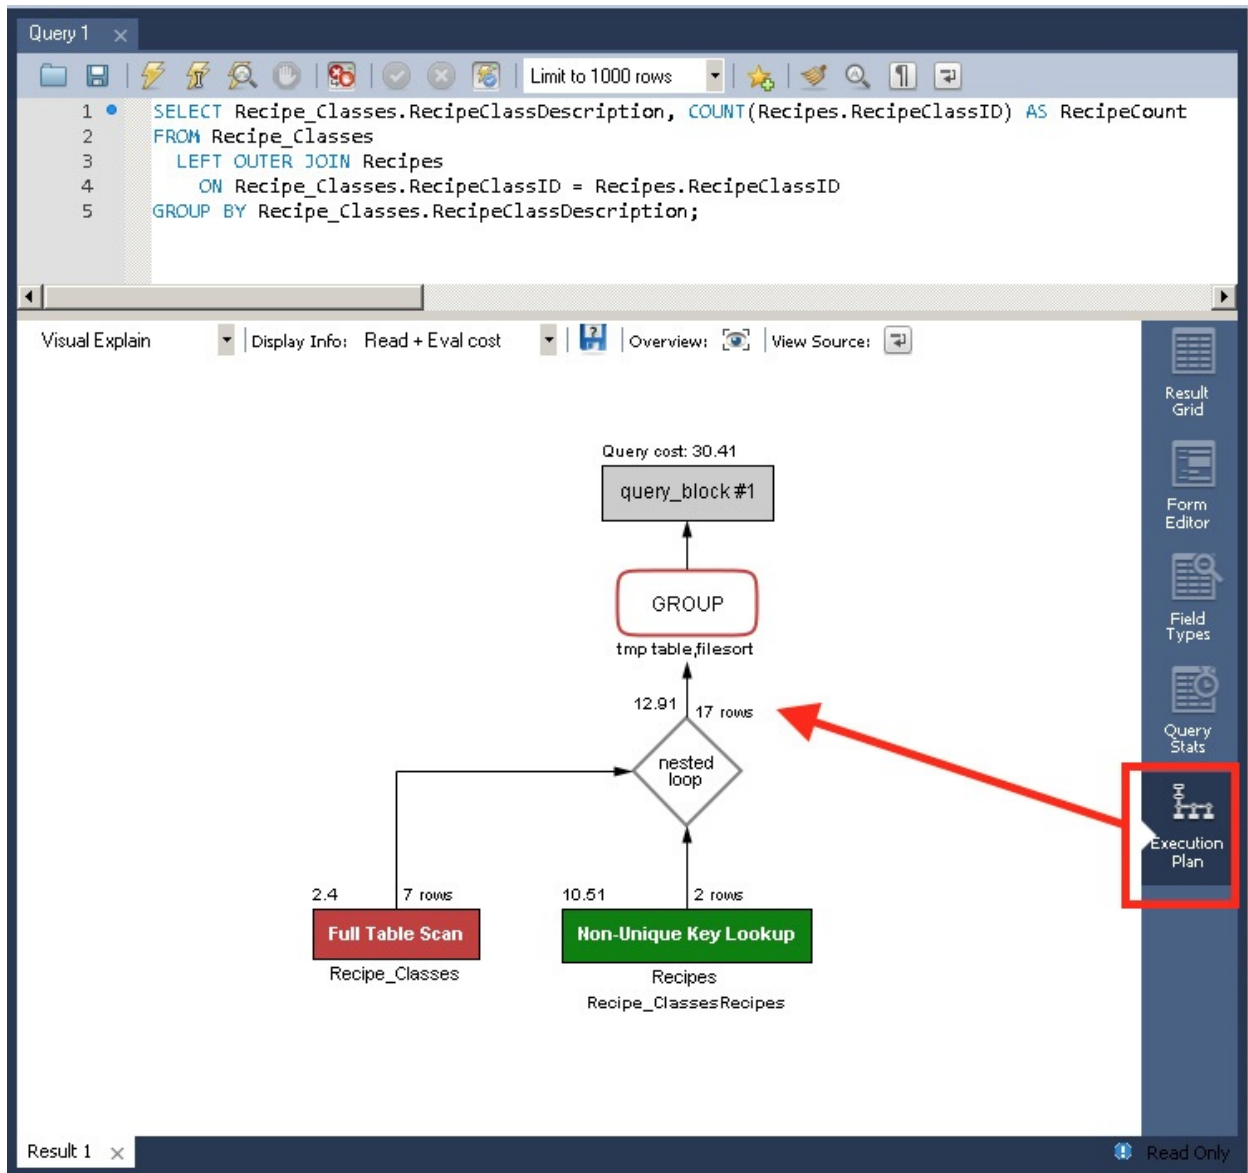 Query 1
Limit to 1000 rows
1 SELECT Recipe_Classes.RecipeClassDescription, COUNT(Recipes.RecipeClassID) AS RecipeCount
2 FROM Recipe_Classes
3 LEFT OUTER JOIN Recipes
4 ON Recipe_Classes.RecipeClassID = Recipes.RecipeClassID
5 GROUP BY Recipe_Classes.RecipeClassDescription;
Visual Explain Display Info: Read + Eval cost Overview: View Source:
Result
Grid
Form
Editor
Field
Types
Query
Stats
Execution
Plan
Query cost: 30.41
query_block #1
GROUP
tmp table,filesort
12.91 17 rows
nested
loop
2.4 7 rows
Full Table Scan
Recipe_Classes
10.51 2 rows
Non-Unique Key Lookup
Recipes
Recipe_ClassesRecipes
Result 1
Read Only